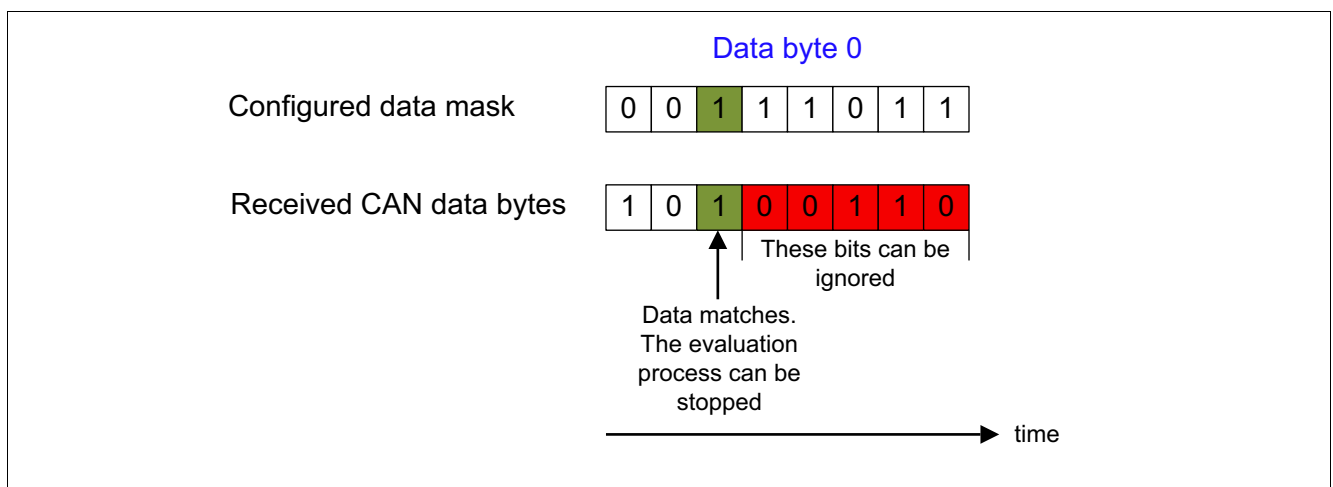 Data byte 0
Configured data mask 0 0 1 1 1 0 1 1
Received CAN data bytes 1 0 1 0 0 1 1 0
These bits can be
ignored
Data matches.
The evaluation
process can be
stopped
time